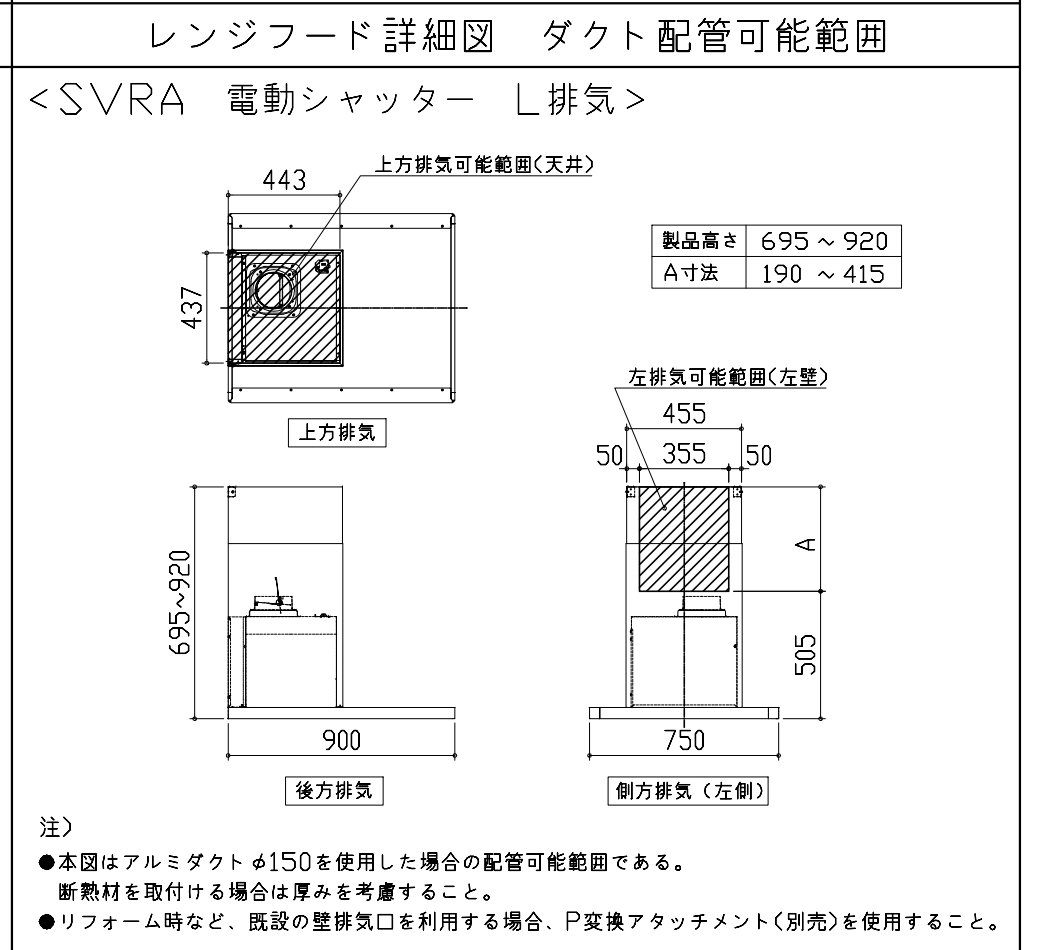 レンジフード詳細図　ダクト配管可能範囲
<SVRA　電動シャッター　L排気>
上方排気可能範囲(天井)
443
437
上方排気
製品高さ 695 ~ 920
A寸法 190 ~ 415
左排気可能範囲(左壁)
455
50 355 50
A
505
750
側方排気 (左側)
695~920
900
後方排気
注)
●本図はアルミダクトφ150を使用した場合の配管可能範囲である。
断熱材を取付ける場合は厚みを考慮すること。
●リフォーム時など、既設の壁排気口を利用する場合、P変換アタッチメント(別売)を使用すること。